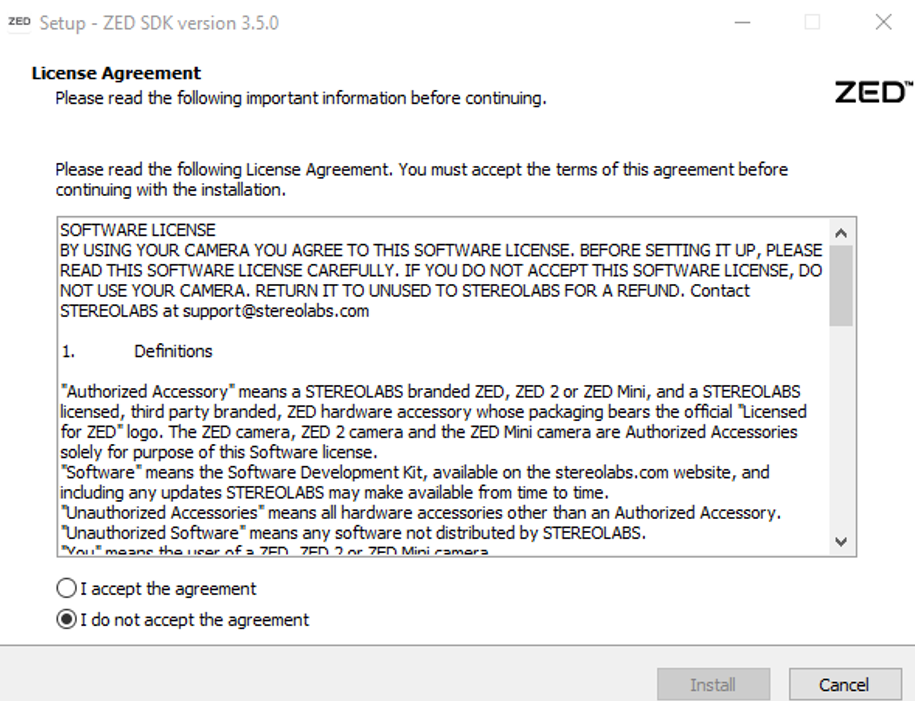 ZED Setup - ZED SDK version 3.5.0
License Agreement
Please read the following important information before continuing.
ZED™
Please read the following License Agreement. You must accept the terms of this agreement before
continuing with the installation.
SOFTWARE LICENSE
BY USING YOUR CAMERA YOU AGREE TO THIS SOFTWARE LICENSE. BEFORE SETTING IT UP, PLEASE
READ THIS SOFTWARE LICENSE CAREFULLY. IF YOU DO NOT ACCEPT THIS SOFTWARE LICENSE, DO
NOT USE YOUR CAMERA. RETURN IT TO UNUSED TO STEREOLABS FOR A REFUND. Contact
STEREOLABS at support@stereolabs.com
1. Definitions
"Authorized Accessory" means a STEREOLABS branded ZED, ZED 2 or ZED Mini, and a STEREOLABS
licensed, third party branded, ZED hardware accessory whose packaging bears the official "Licensed
for ZED" logo. The ZED camera, ZED 2 camera and the ZED Mini camera are Authorized Accessories
solely for purpose of this Software license.
"Software" means the Software Development Kit, available on the stereolabs.com website, and
including any updates STEREOLABS may make available from time to time.
"Unauthorized Accessories" means all hardware accessories other than an Authorized Accessory.
"Unauthorized Software" means any software not distributed by STEREOLABS.
"You" means the user of a ZED, ZED 2 or ZED Mini camera
I accept the agreement
I do not accept the agreement
Install Cancel